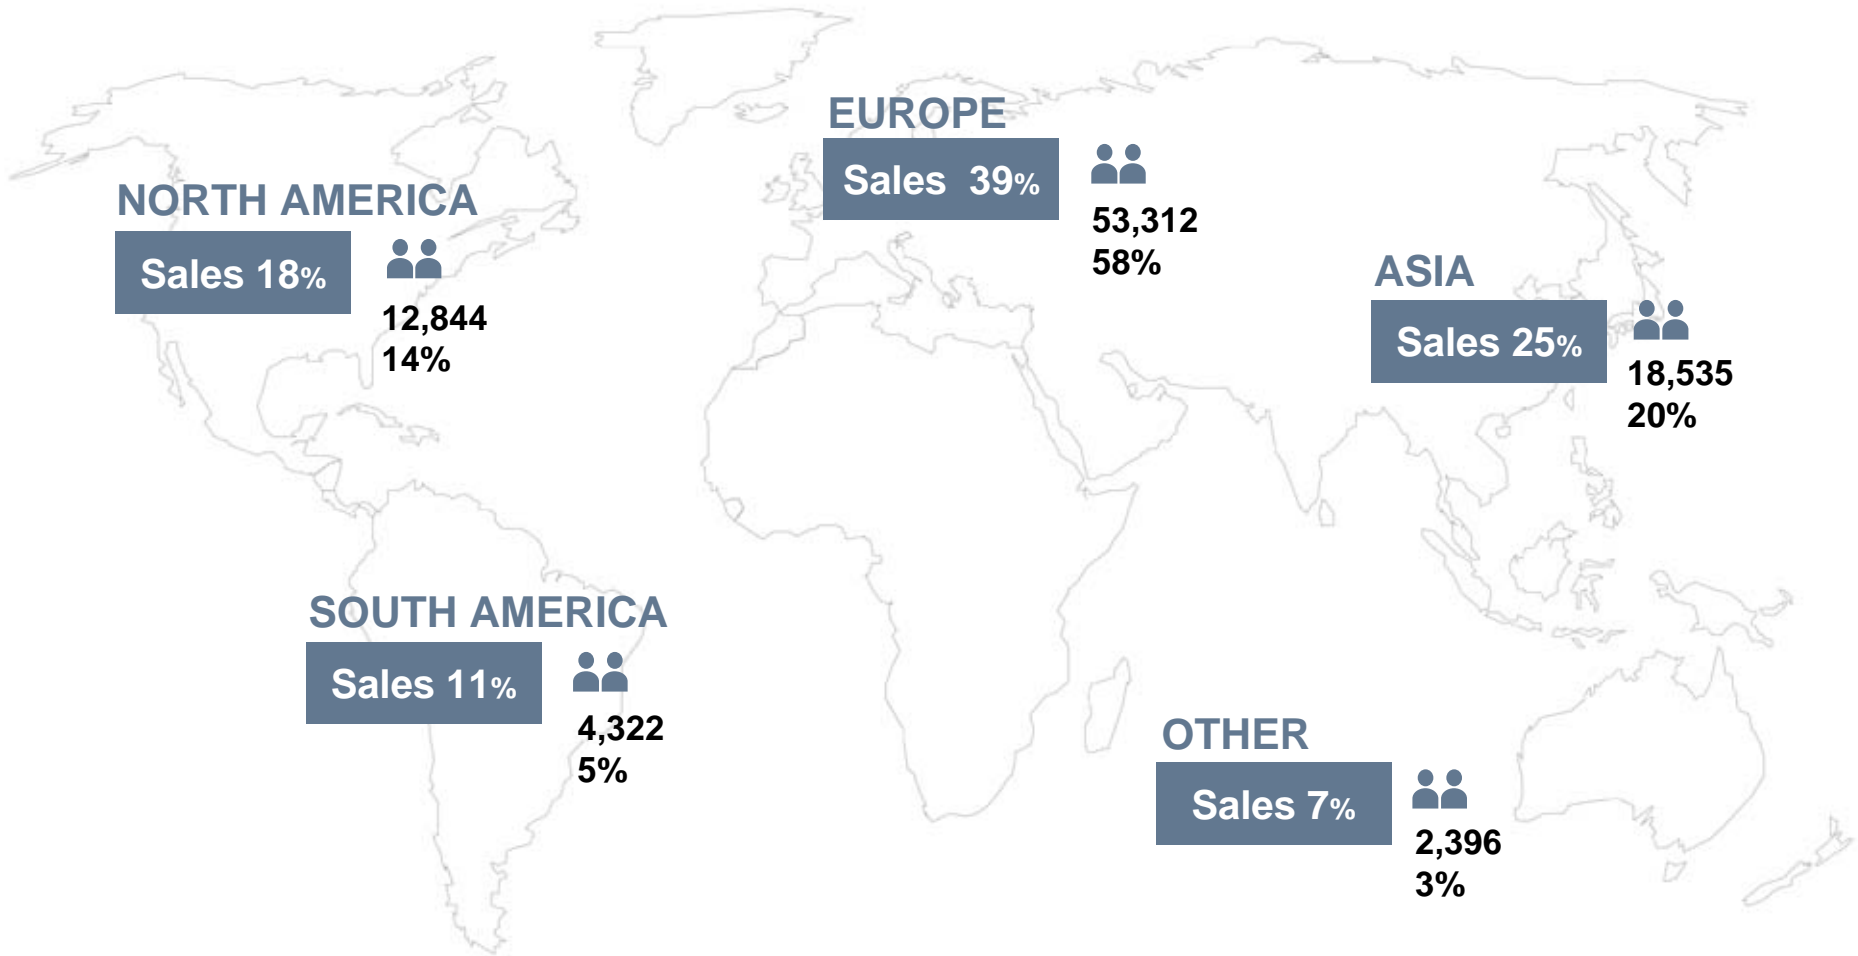 EUROPE
Sales 39%
53,312
58%
NORTH AMERICA
Sales 18%
12,844
14%
ASIA
Sales 25%
18,535
20%
SOUTH AMERICA
Sales 11%
4,322
5%
OTHER
Sales 7%
2,396
3%